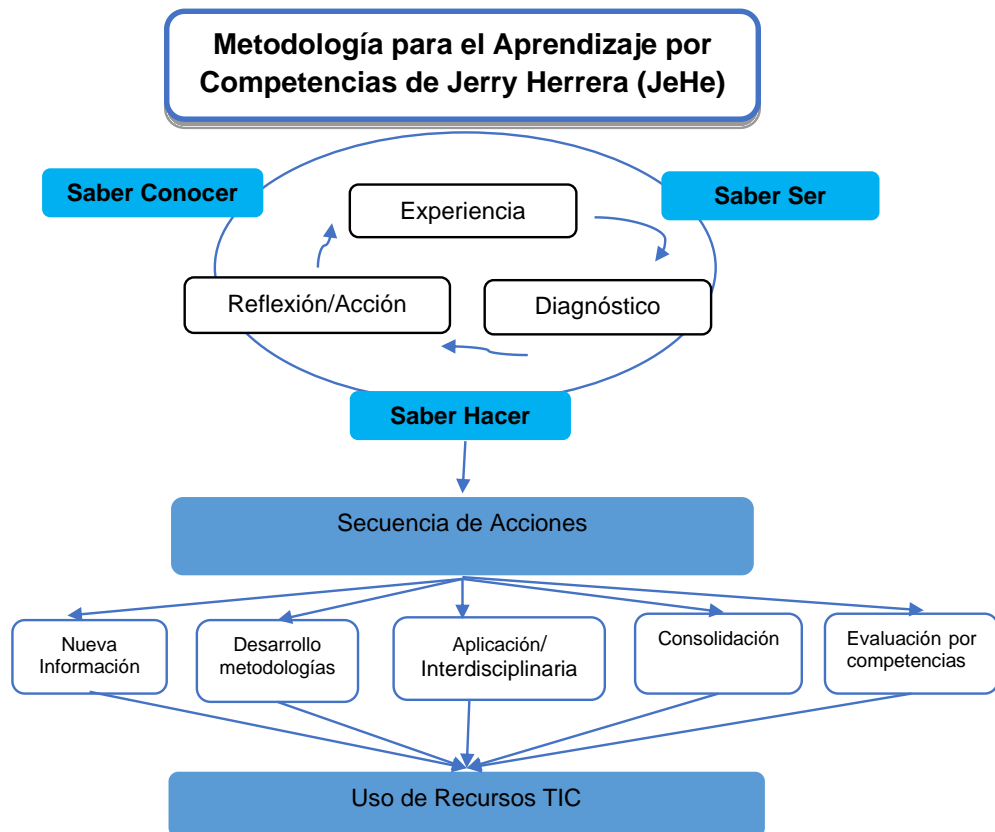 Metodología para el Aprendizaje por
Competencias de Jerry Herrera (JeHe)
Saber Conocer
Saber Ser
Experiencia
Reflexión/Acción
Diagnóstico
Saber Hacer
Secuencia de Acciones
Nueva
Información
Desarrollo
metodologías
Aplicación/
Interdisciplinaria
Consolidación
Evaluación por
competencias
Uso de Recursos TIC